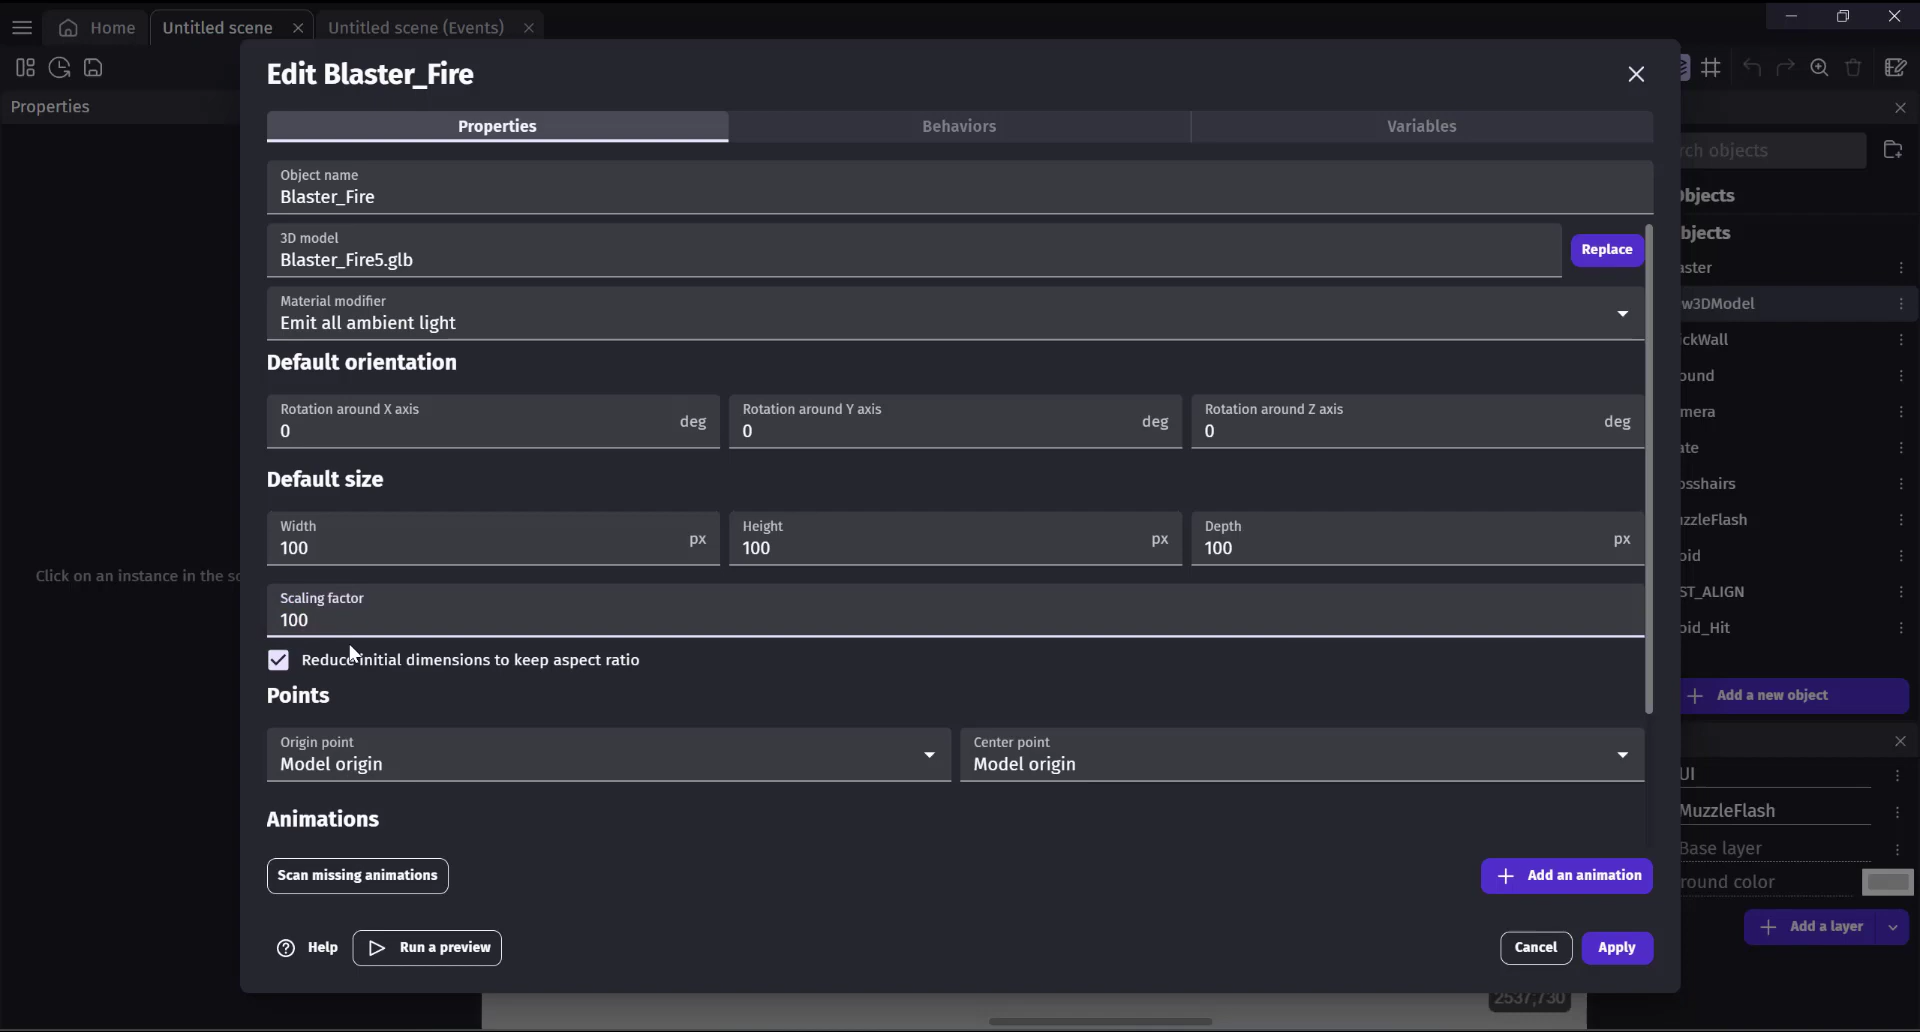 Home
Untitled scene
Untitled scene (Events)
Properties
Edit Blaster_Fire
Properties
Behaviors
Variables
Object name
Blaster_Fire
3D model
Blaster_Fire5.glb
Replace
Material modifier
Emit all ambient light
Default orientation
Rotation around X axis
0
deg
Rotation around Y axis
0
deg
Rotation around Z axis
0
deg
Default size
Width
100
px
Height
100
px
Depth
100
px
Scaling factor
100
Reduce initial dimensions to keep aspect ratio
Points
Origin point
Model origin
Center point
Model origin
Animations
Scan missing animations
Add an animation
Help
Run a preview
Cancel
Apply
Click on an instance in the sc
rch objects
bjects
bjects
aster
w3DModel
ickWall
ound
mera
ate
osshairs
uzzleFlash
oid
ST_ALIGN
oid_Hit
Add a new object
UI
MuzzleFlash
Base layer
round color
Add a layer
2537;730